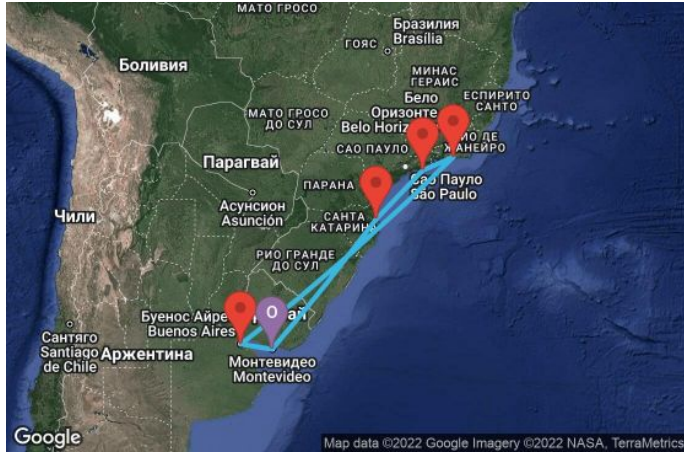 МАТО ГРОСО
Бразилия
Brasília
ГОЯС
Боливия
МИНАС
ГЕРАИС
ЕСПИРИТО
САНТО
Бело
Оризонте
Belo Horiz
МАТО ГРОСО
ДО СУЛ
САО ПАУЛО
ИО ДЕ
ЖАНЕЙРО
Парагвай
Сао Пауло
São Paulo
ПАРАНА
Асунсион
Asunción
Чили
САНТА
КАТАРИНА
РИО ГРАНДЕ
ДО СУЛ
O
Буенос Айре
Buenos Aires
Сантяго
Santiago
de Chile
Аржентина
Монтевидео
Montevideo
Google
Map data ©2022 Google Imagery ©2022 NASA, TerraMetrics